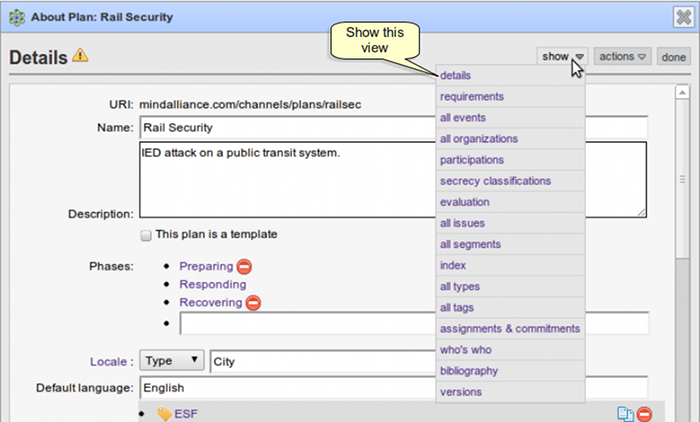 About Plan: Rail Security
Show this
view
Details
show
actions
done
details
requirements
all events
all organizations
participations
secrecy classifications
evaluation
all issues
all segments
index
all types
all tags
assignments & commitments
who's who
bibliography
versions
URI: mindalliance.com/channels/plans/railsec
Name: Rail Security
IED attack on a public transit system.
Description:
This plan is a template
Phases: • Preparing
• Responding
• Recovering
•
Locale : Type City
Default language: English
• ESF